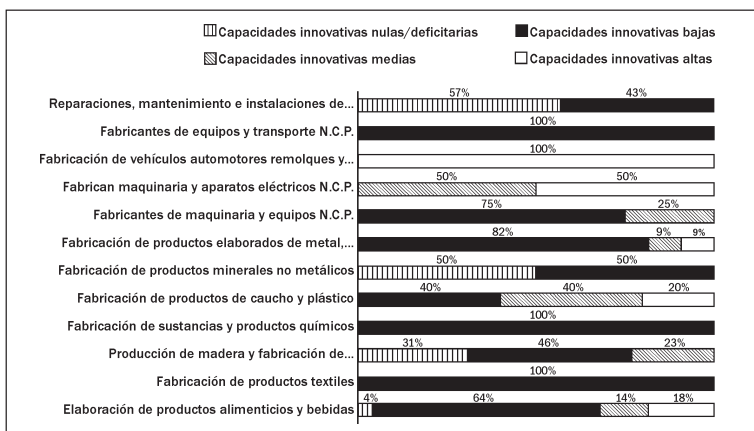 Capacidades innovativas nulas/deficitarias Capacidades innovativas bajas
Capacidades innovativas medias Capacidades innovativas altas
57% 43%
Reparaciones, mantenimiento e instalaciones de...
100%
Fabricantes de equipos y transporte N.C.P.
100%
Fabricación de vehículos automotores remolques y...
50% 50%
Fabrican maquinaria y aparatos eléctricos N.C.P.
75% 25%
Fabricantes de maquinaria y equipos N.C.P.
82% 9% 9%
Fabricación de productos elaborados de metal,...
50% 50%
Fabricación de productos minerales no metálicos
40% 40% 20%
Fabricación de productos de caucho y plástico
100%
Fabricación de sustancias y productos químicos
31% 46% 23%
Producción de madera y fabricación de...
100%
Fabricación de productos textiles
4% 64% 14% 18%
Elaboración de productos alimenticios y bebidas